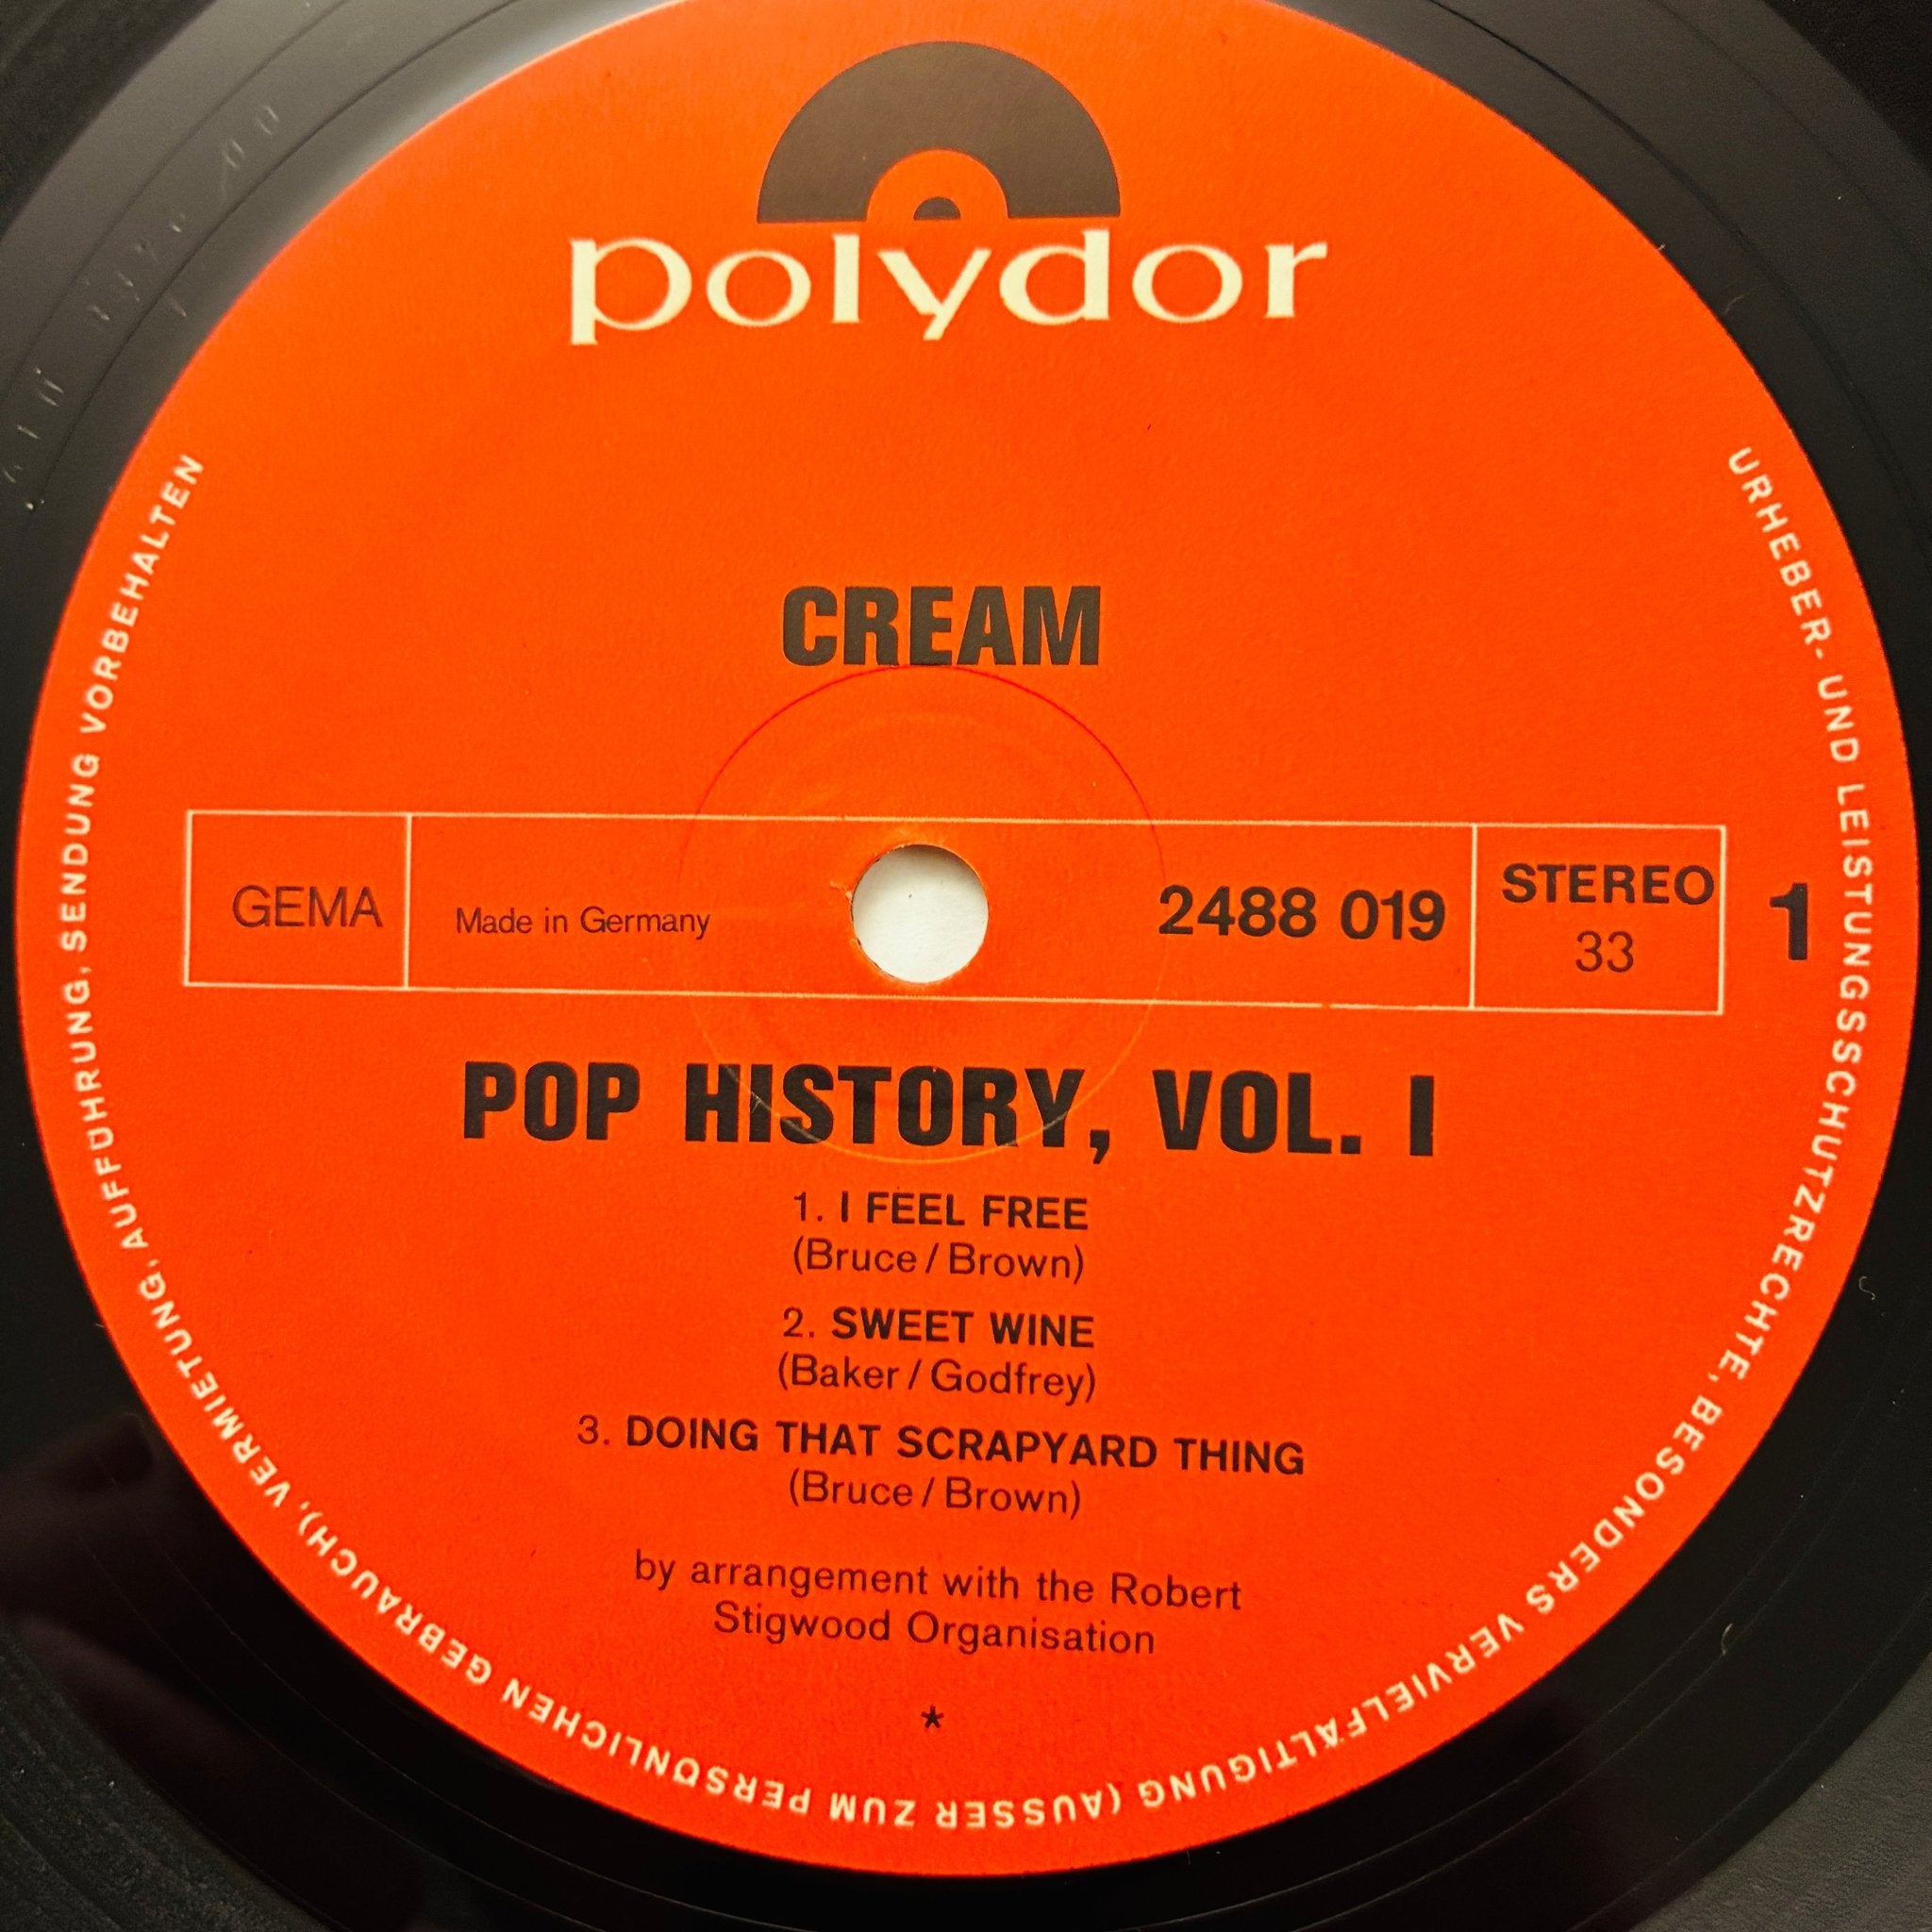 polydor
CREAM
GEMA
Made in Germany
2488 019
STEREO
33
1
POP HISTORY, VOL. I
1. I FEEL FREE
(Bruce / Brown)
2. SWEET WINE
(Baker / Godfrey)
3. DOING THAT SCRAPYARD THING
(Bruce / Brown)
by arrangement with the Robert
Stigwood Organisation
*
URHEBER- UND LEISTUNGSSCHUTZRECHTE, BESONDERS VERVIELFÄLTIGUNG (AUSSER ZUM PERSÖNLICHEN GEBRAUCH), VERMIETUNG, AUFFÜHRUNG, SENDUNG VORBEHALTEN